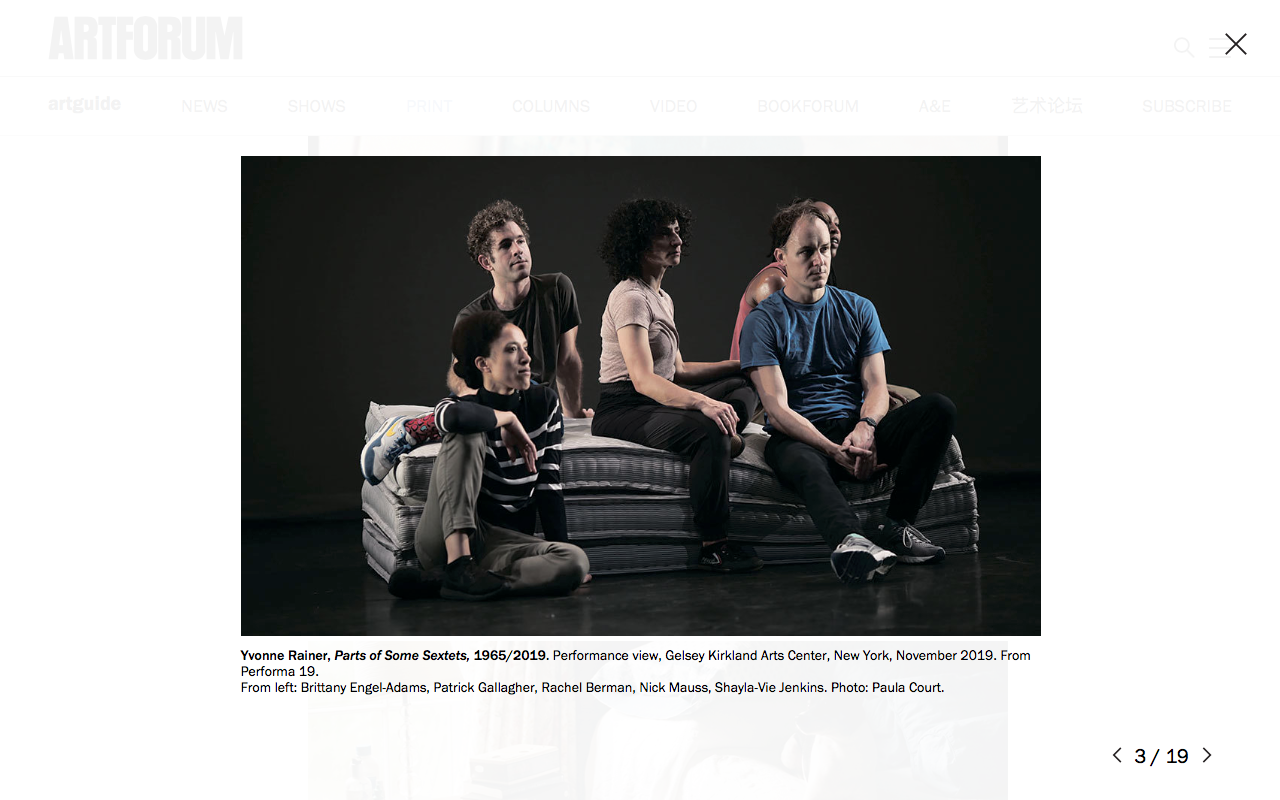 ARTFORUM
artguide NEWS SHOWS PRINT COLUMNS VIDEO BOOKFORUM A&E 艺术论坛 SUBSCRIBE
Yvonne Rainer, Parts of Some Sextets, 1965/2019. Performance view, Gelsey Kirkland Arts Center, New York, November 2019. From
Performa 19.
From left: Brittany Engel-Adams, Patrick Gallagher, Rachel Berman, Nick Mauss, Shayla-Vie Jenkins. Photo: Paula Court.
3 / 19